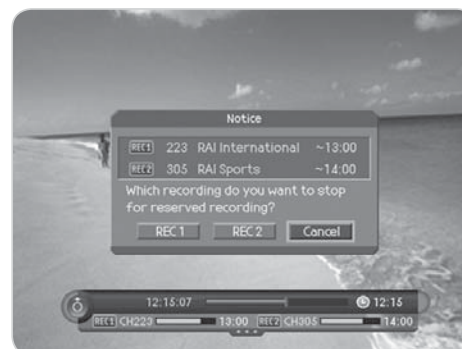 Notice
REC1 223 RAI International ~13:00
REC2 305 RAI Sports ~14:00
Which recording do you want to stop
for reserved recording?
REC 1 REC 2 Cancel
12:15:07 12:15
REC1 CH223 13:00 REC2 CH305 14:00